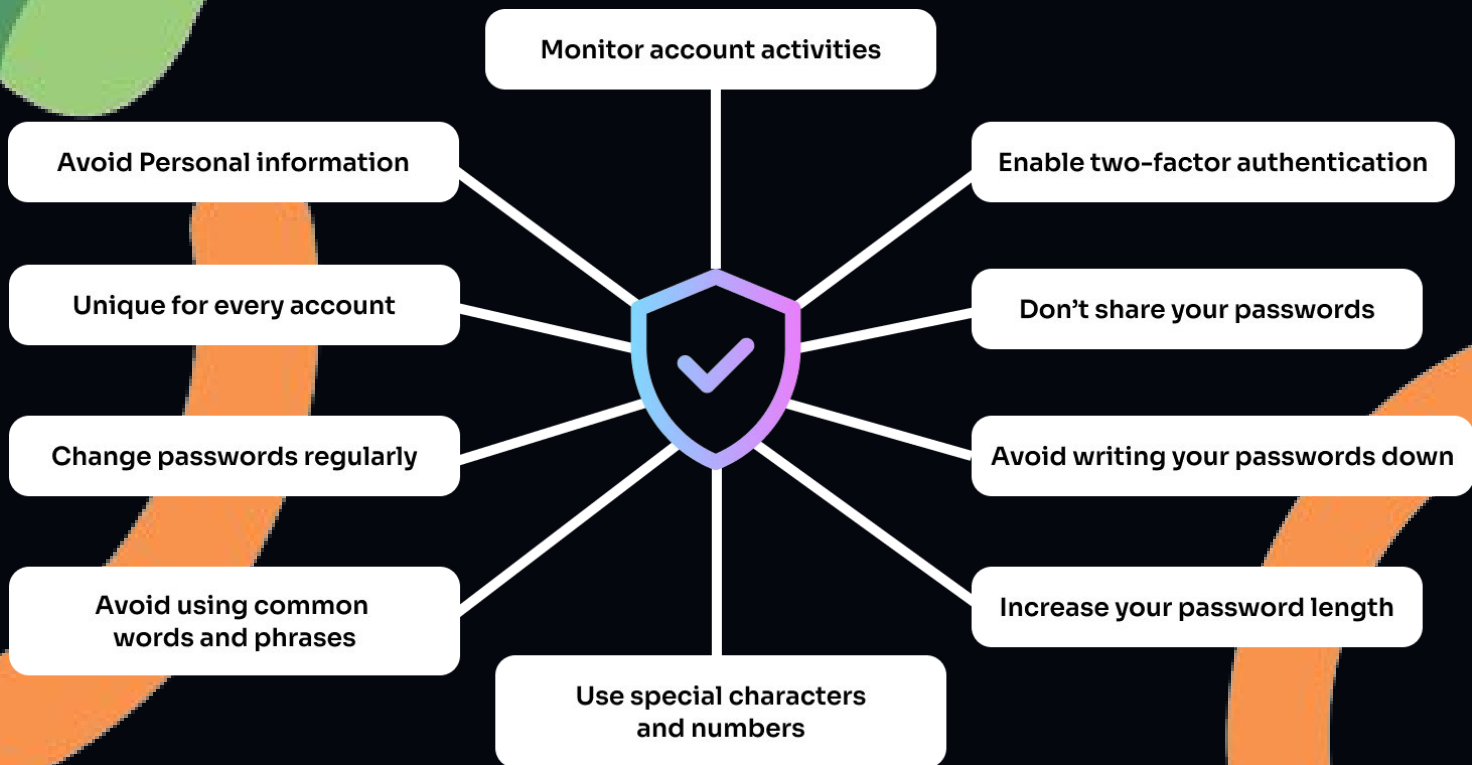 Monitor account activities
Avoid Personal information
Enable two-factor authentication
Unique for every account
Don’t share your passwords
Change passwords regularly
Avoid writing your passwords down
Avoid using common
words and phrases
Increase your password length
Use special characters
and numbers